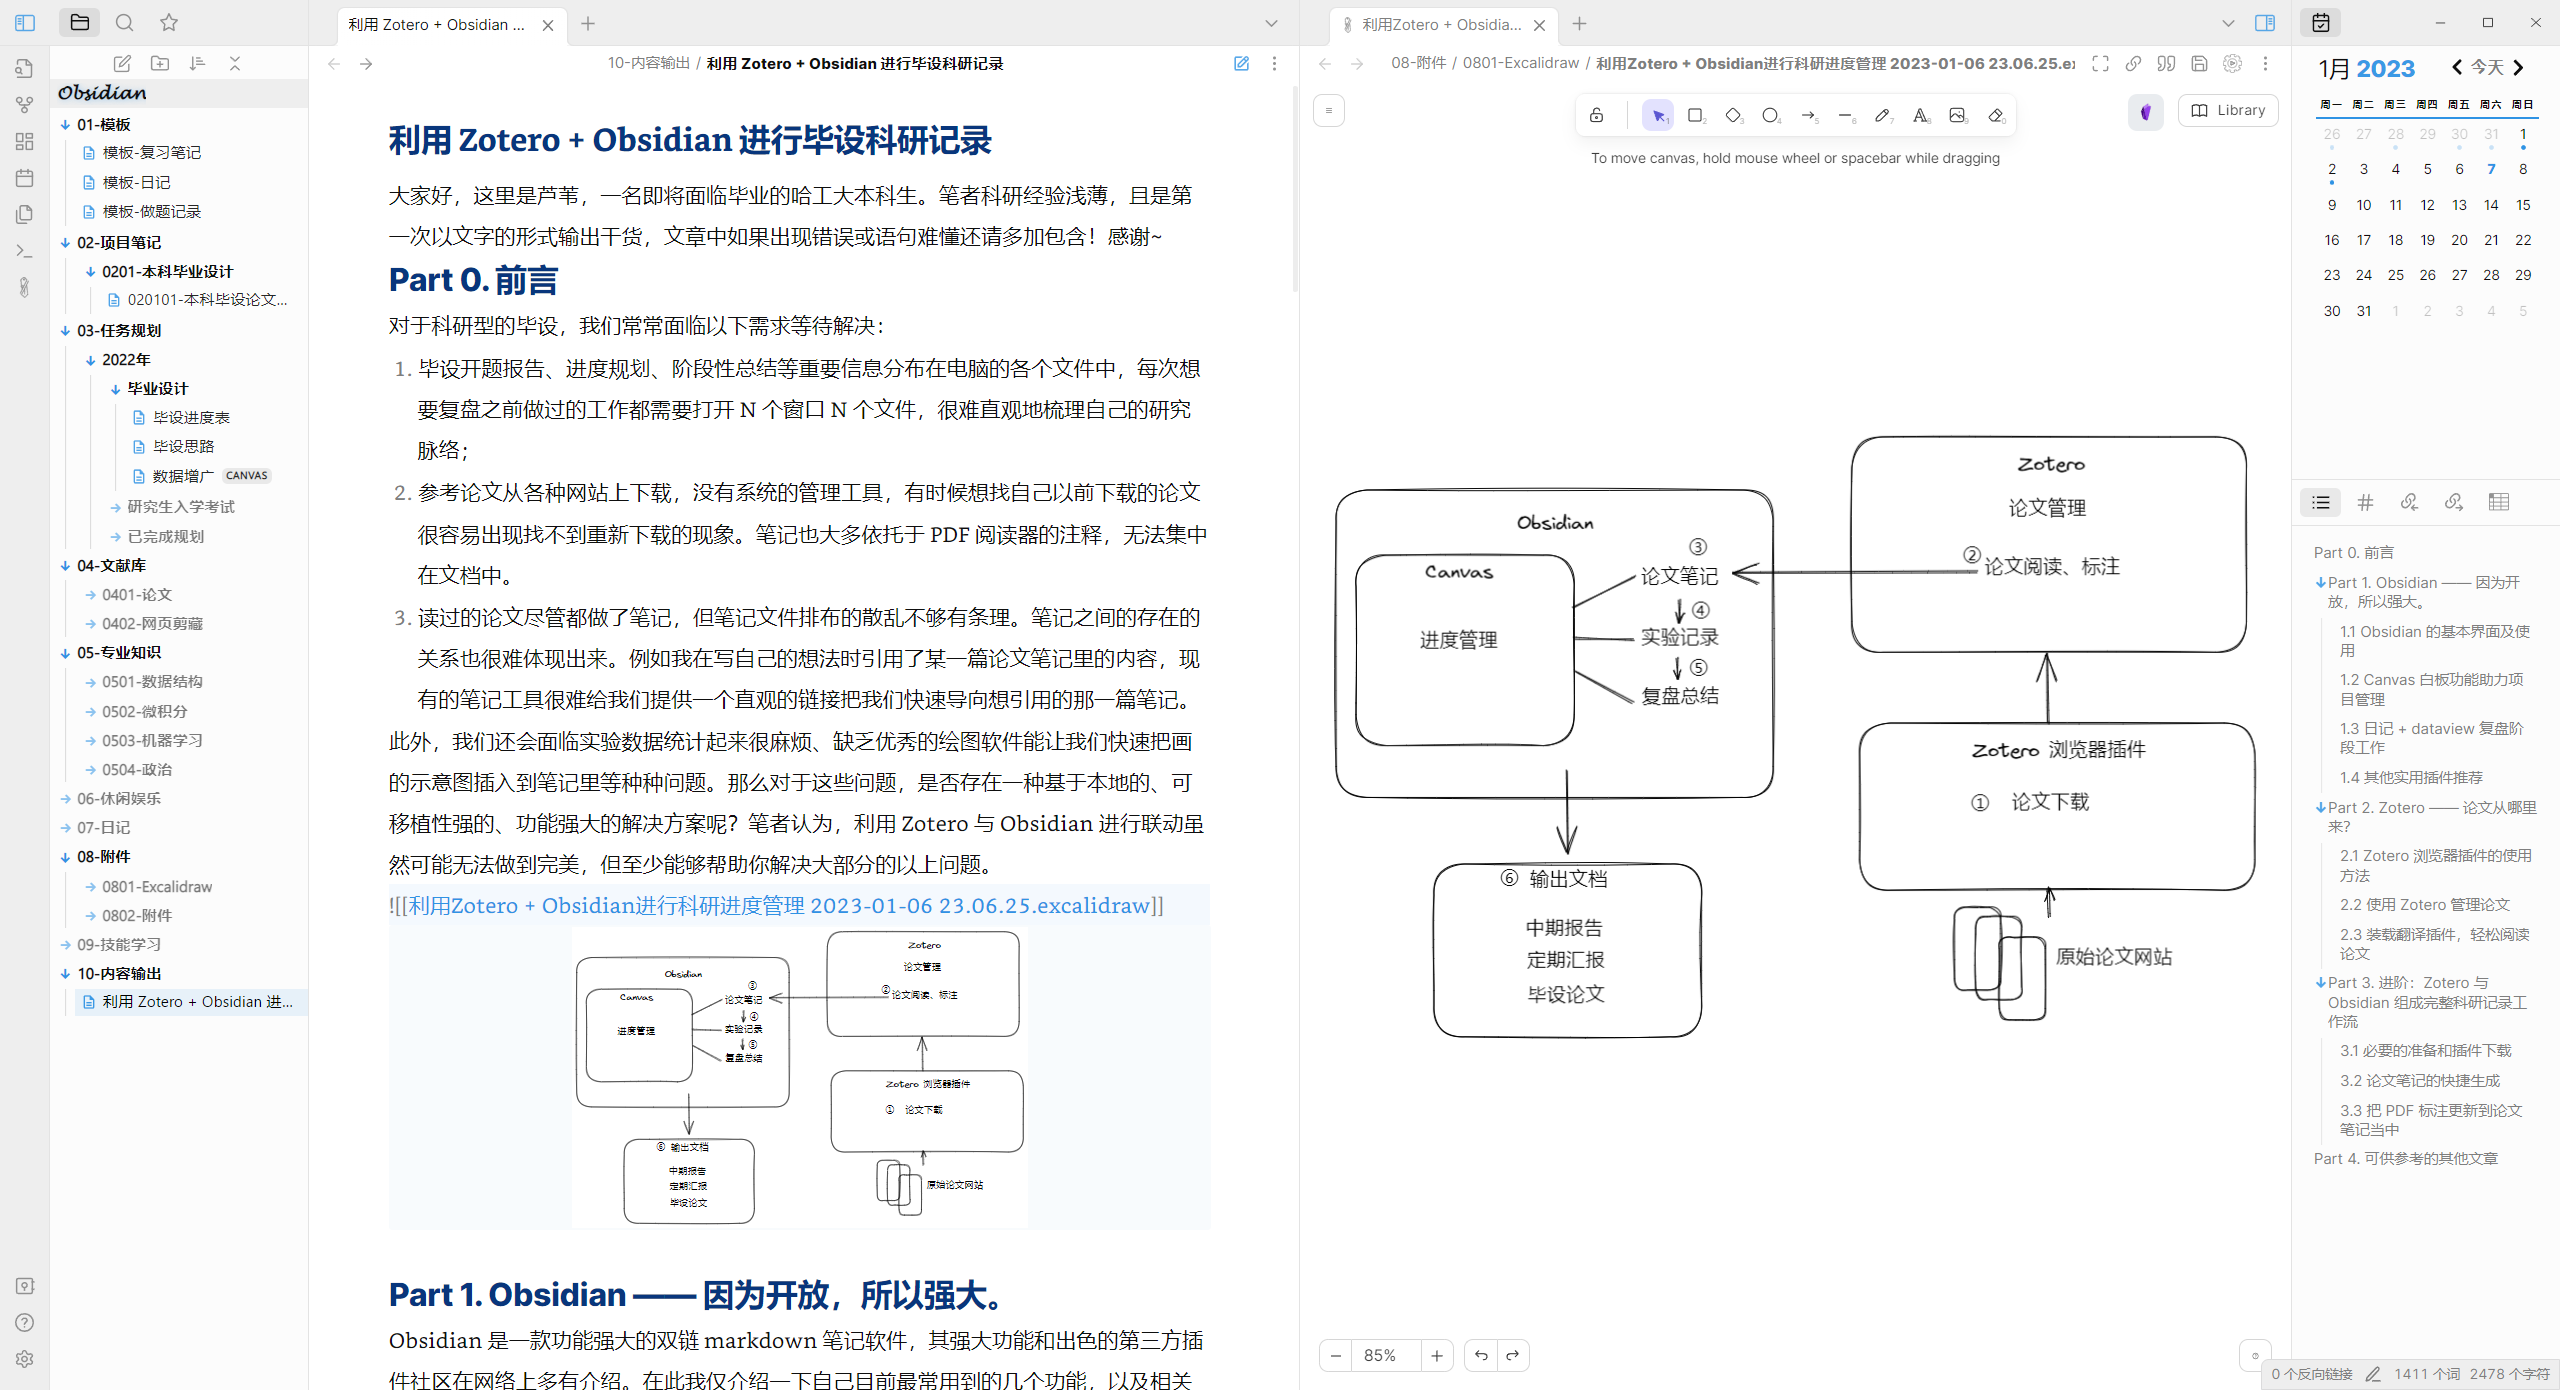 利用 Zotero + Obsidian ...
利用Zotero + Obsidia...
Obsidian
01-模板
模板-复习笔记
模板-日记
模板-做题记录
02-项目笔记
0201-本科毕业设计
020101-本科毕设论文...
03-任务规划
2022年
毕业设计
毕设进度表
毕设思路
数据增广 CANVAS
研究生入学考试
已完成规划
04-文献库
0401-论文
0402-网页剪藏
05-专业知识
0501-数据结构
0502-微积分
0503-机器学习
0504-政治
06-休闲娱乐
07-日记
08-附件
0801-Excalidraw
0802-附件
09-技能学习
10-内容输出
利用 Zotero + Obsidian 进...
10-内容输出 / 利用 Zotero + Obsidian 进行毕设科研记录
利用 Zotero + Obsidian 进行毕设科研记录
大家好，这里是芦苇，一名即将面临毕业的哈工大本科生。笔者科研经验浅薄，且是第
一次以文字的形式输出干货，文章中如果出现错误或语句难懂还请多加包含！感谢~
Part 0. 前言
对于科研型的毕设，我们常常面临以下需求等待解决：
1. 毕设开题报告、进度规划、阶段性总结等重要信息分布在电脑的各个文件中，每次想
要复盘之前做过的工作都需要打开 N 个窗口 N 个文件，很难直观地梳理自己的研究
脉络；
2. 参考论文从各种网站上下载，没有系统的管理工具，有时候想找自己以前下载的论文
很容易出现找不到重新下载的现象。笔记也大多依托于 PDF 阅读器的注释，无法集中
在文档中。
3. 读过的论文尽管都做了笔记，但笔记文件排布的散乱不够有条理。笔记之间的存在的
关系也很难体现出来。例如我在写自己的想法时引用了某一篇论文笔记里的内容，现
有的笔记工具很难给我们提供一个直观的链接把我们快速导向想引用的那一篇笔记。
此外，我们还会面临实验数据统计起来很麻烦、缺乏优秀的绘图软件能让我们快速把画
的示意图插入到笔记里等种种问题。那么对于这些问题，是否存在一种基于本地的、可
移植性强的、功能强大的解决方案呢？笔者认为，利用 Zotero 与 Obsidian 进行联动虽
然可能无法做到完美，但至少能够帮助你解决大部分的以上问题。
![[利用Zotero + Obsidian进行科研进度管理 2023-01-06 23.06.25.excalidraw]]
Zotero
论文管理
② 论文阅读、标注
Obsidian
Canvas
进度管理
③
论文笔记
④
实验记录
⑤
复盘总结
Zotero 浏览器插件
① 论文下载
⑥ 输出文档
中期报告
定期汇报
毕设论文
原始论文网站
Part 1. Obsidian —— 因为开放，所以强大。
Obsidian 是一款功能强大的双链 markdown 笔记软件，其强大功能和出色的第三方插
件社区在网络上多有介绍。在此我仅介绍一下自己目前最常用到的几个功能，以及相关
08-附件 / 0801-Excalidraw / 利用Zotero + Obsidian进行科研进度管理 2023-01-06 23.06.25.ex
1 2 3 4 5 6 7 8 9 0
Library
To move canvas, hold mouse wheel or spacebar while dragging
Zotero
论文管理
② 论文阅读、标注
Obsidian
Canvas
进度管理
③
论文笔记
④
实验记录
⑤
复盘总结
Zotero 浏览器插件
① 论文下载
⑥ 输出文档
中期报告
定期汇报
毕设论文
原始论文网站
85%
1月 2023 今天
周一 周二 周三 周四 周五 周六 周日
26 27 28 29 30 31 1
2 3 4 5 6 7 8
9 10 11 12 13 14 15
16 17 18 19 20 21 22
23 24 25 26 27 28 29
30 31 1 2 3 4 5
Part 0. 前言
Part 1. Obsidian —— 因为开
放，所以强大。
1.1 Obsidian 的基本界面及使
用
1.2 Canvas 白板功能助力项
目管理
1.3 日记 + dataview 复盘阶
段工作
1.4 其他实用插件推荐
Part 2. Zotero —— 论文从哪里
来？
2.1 Zotero 浏览器插件的使用
方法
2.2 使用 Zotero 管理论文
2.3 装载翻译插件，轻松阅读
论文
Part 3. 进阶：Zotero 与
Obsidian 组成完整科研记录工
作流
3.1 必要的准备和插件下载
3.2 论文笔记的快捷生成
3.3 把 PDF 标注更新到论文
笔记当中
Part 4. 可供参考的其他文章
0 个反向链接 1411 个词 2478 个字符